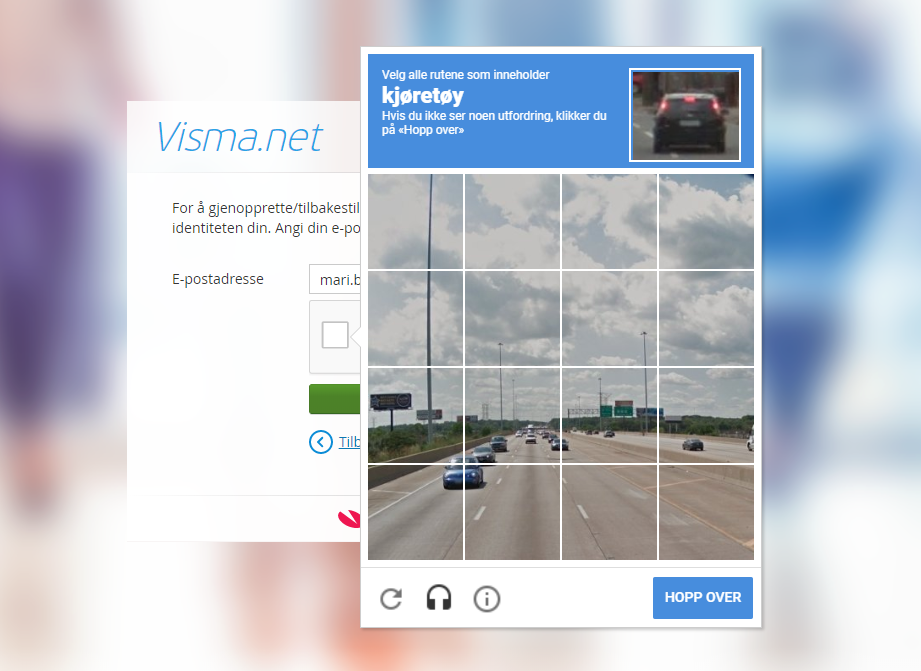 Velg alle rutene som inneholder
kjøretøy
Hvis du ikke ser noen utfordring, klikker du
på «Hopp over»
Visma.net
For å gjenopprette/tilbakestil
identiteten din. Angi din e-po
E-postadresse
mari.b
Tilb
HOPP OVER